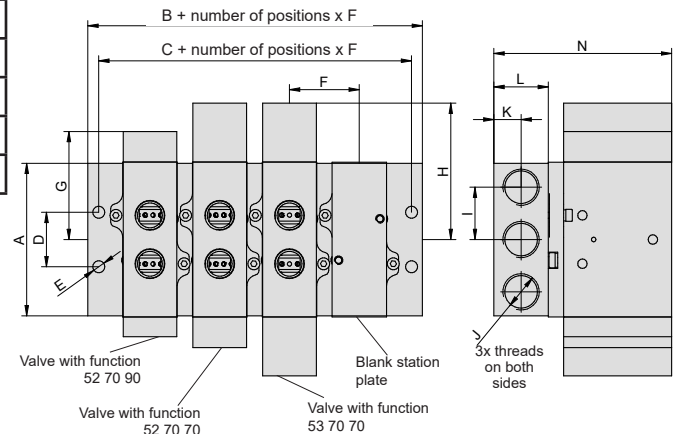 B + number of positions x F
C + number of positions x F
N
F
L
K
H
G
I
A
D
E
J
Valve with function
52 70 90
Blank station
plate
3x threads
on both
sides
Valve with function
52 70 70
Valve with function
53 70 70